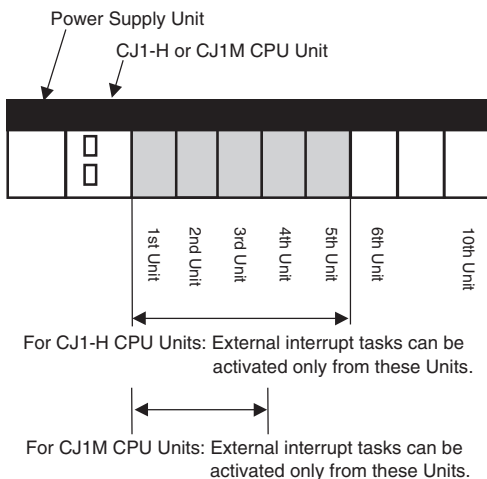 Power Supply Unit
CJ1-H or CJ1M CPU Unit
1st Unit
2nd Unit
3rd Unit
4th Unit
5th Unit
6th Unit
10th Unit
For CJ1-H CPU Units: External interrupt tasks can be
activated only from these Units.
For CJ1M CPU Units: External interrupt tasks can be
activated only from these Units.